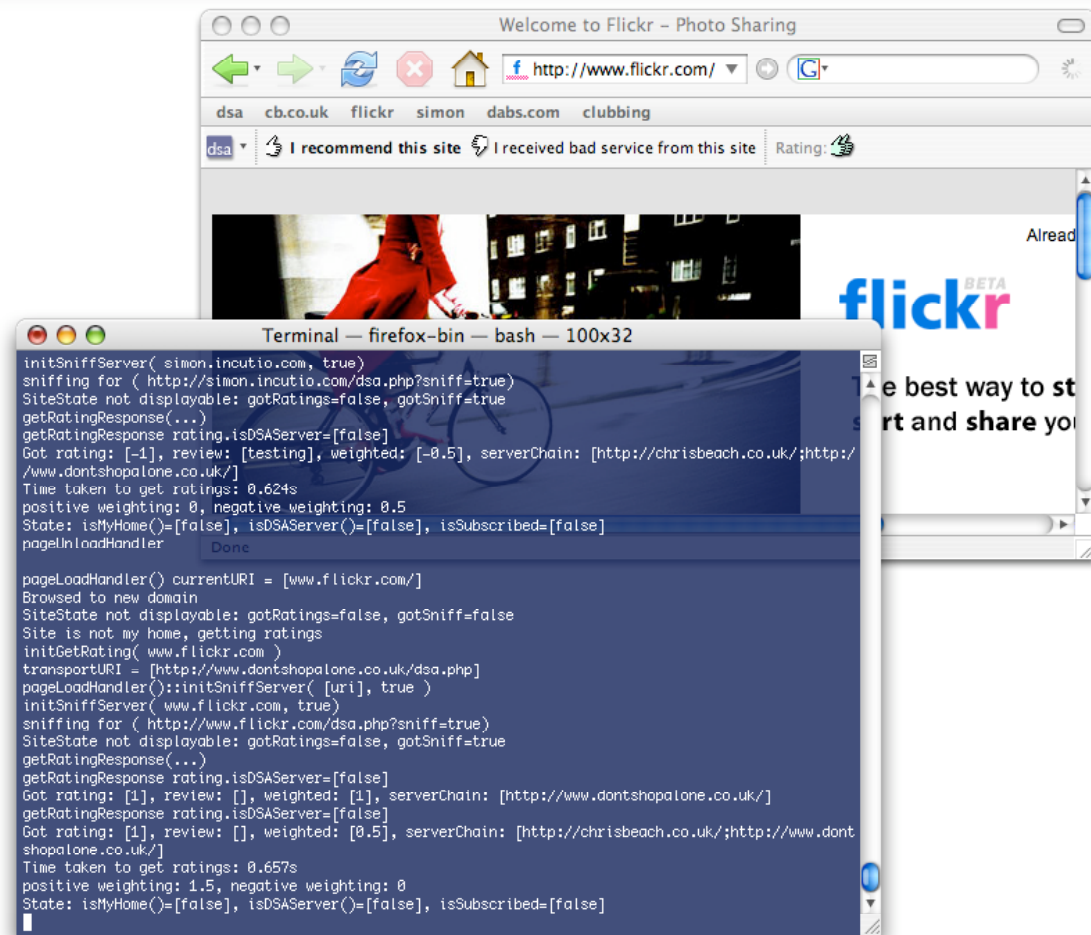 Welcome to Flickr – Photo Sharing
http://www.flickr.com/
G
dsa cb.co.uk flickr simon dabs.com clubbing
dsa I recommend this site I received bad service from this site Rating:
Alread
flickr BETA
e best way to st
rt and share you
Done
Terminal — firefox-bin — bash — 100x32
initSniffServer( simon.incutio.com, true)
sniffing for ( http://simon.incutio.com/dsa.php?sniff=true)
SiteState not displayable: gotRatings=false, gotSniff=true
getRatingResponse(...)
getRatingResponse rating.isDSAServer=[false]
Got rating: [-1], review: [testing], weighted: [-0.5], serverChain: [http://chrisbeach.co.uk/;http:/
/www.dontshopalone.co.uk/]
Time taken to get ratings: 0.624s
positive weighting: 0, negative weighting: 0.5
State: isMyHome()=[false], isDSAServer()=[false], isSubscribed=[false]
pageUnloadHandler
pageLoadHandler() currentURI = [www.flickr.com/]
Browsed to new domain
SiteState not displayable: gotRatings=false, gotSniff=false
Site is not my home, getting ratings
initGetRating( www.flickr.com )
transportURI = [http://www.dontshopalone.co.uk/dsa.php]
pageLoadHandler()::initSniffServer( [uri], true )
initSniffServer( www.flickr.com, true)
sniffing for ( http://www.flickr.com/dsa.php?sniff=true)
SiteState not displayable: gotRatings=false, gotSniff=true
getRatingResponse(...)
getRatingResponse rating.isDSAServer=[false]
Got rating: [1], review: [], weighted: [1], serverChain: [http://www.dontshopalone.co.uk/]
getRatingResponse rating.isDSAServer=[false]
Got rating: [1], review: [], weighted: [0.5], serverChain: [http://chrisbeach.co.uk/;http://www.dont
shopalone.co.uk/]
Time taken to get ratings: 0.657s
positive weighting: 1.5, negative weighting: 0
State: isMyHome()=[false], isDSAServer()=[false], isSubscribed=[false]